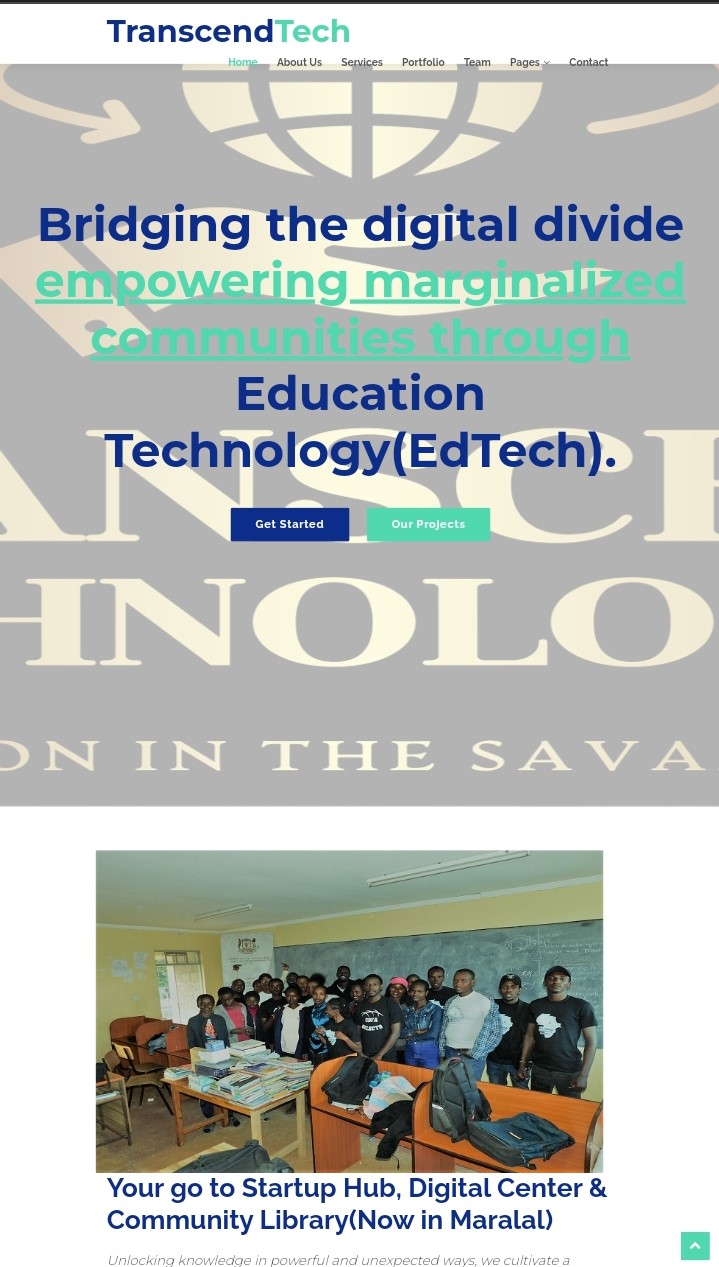 TranscendTech
Home About Us Services Portfolio Team Pages Contact
Bridging the digital divide
empowering marginalized
communities through
Education
Technology(EdTech).
Get Started Our Projects
ANSC
HNOLO
ON IN THE SAVA
Your go to Startup Hub, Digital Center &
Community Library(Now in Maralal)
Unlocking knowledge in powerful and unexpected ways, we cultivate a